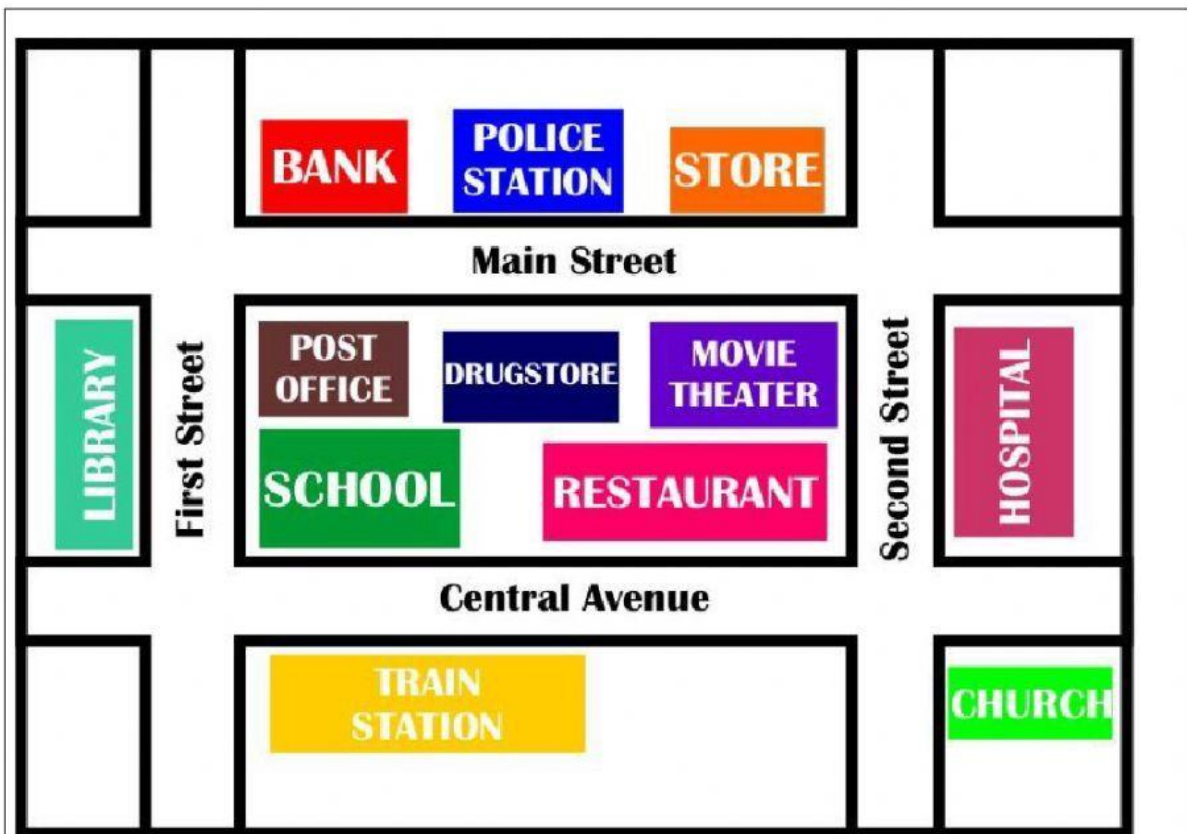 BANK
POLICE
STATION
STORE
Main Street
LIBRARY
First Street
POST
OFFICE
DRUGSTORE
MOVIE
THEATER
SCHOOL
RESTAURANT
Second Street
HOSPITAL
Central Avenue
TRAIN
STATION
CHURCH